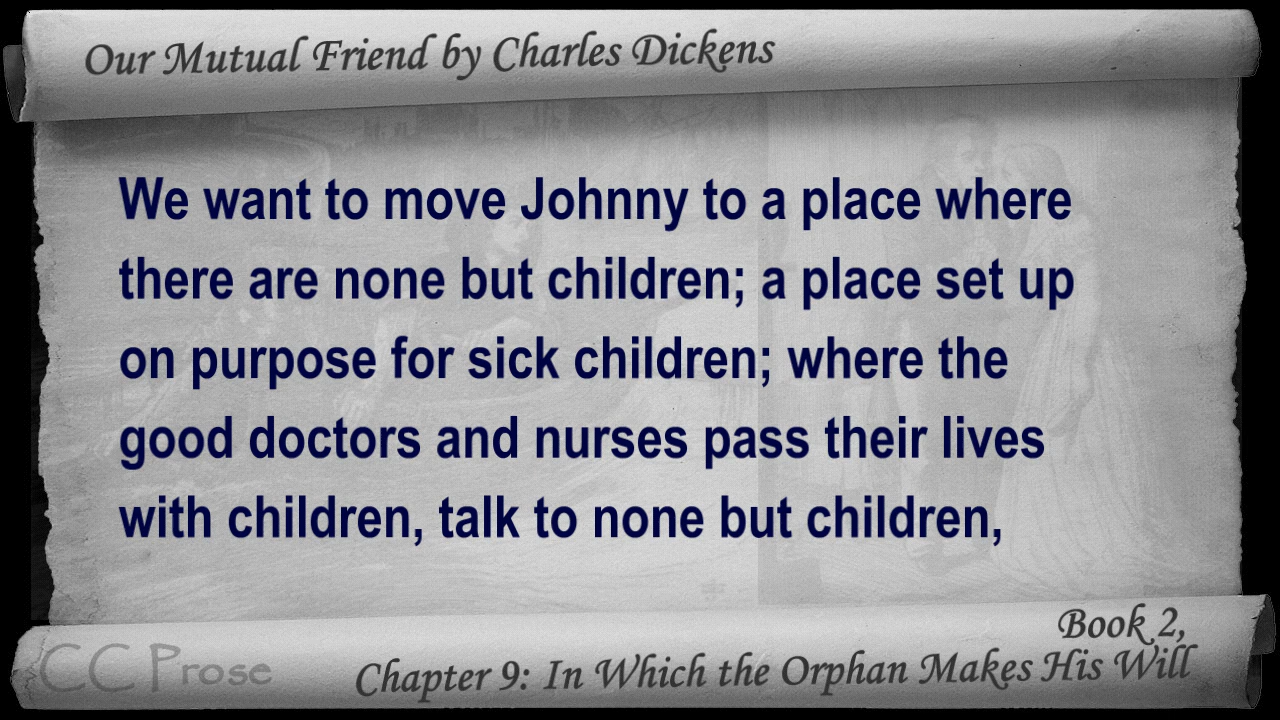 Our Mutual Friend by Charles Dickens
We want to move Johnny to a place where
there are none but children; a place set up
on purpose for sick children; where the
good doctors and nurses pass their lives
with children, talk to none but children,
Book 2,
Chapter 9: In Which the Orphan Makes His Will
CC Prose